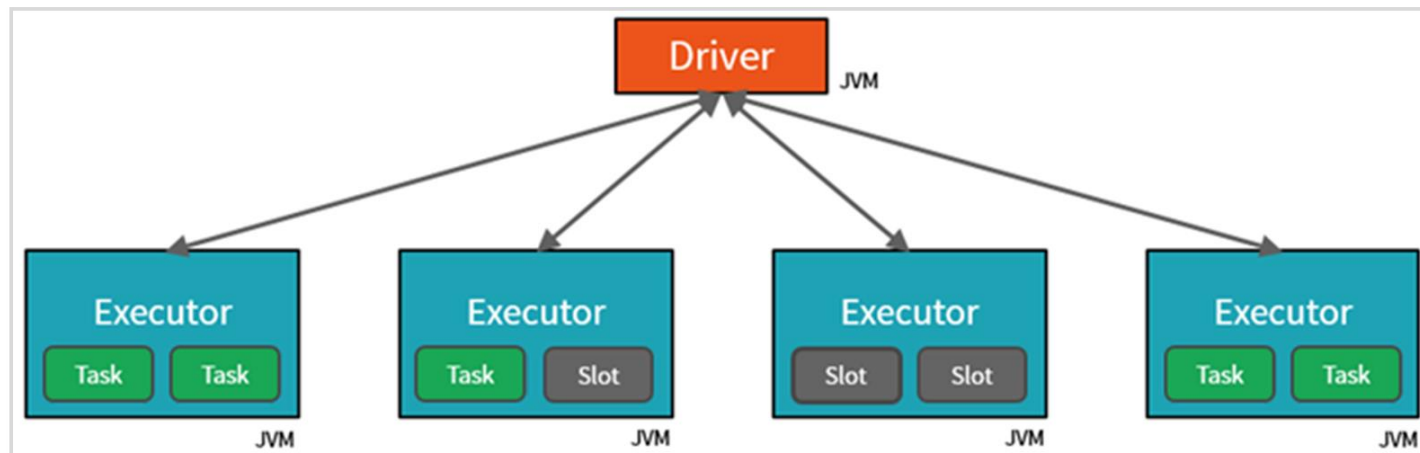 Driver
JVM
Executor Executor Executor Executor
Task Task Task Slot Slot Slot Task Task
JVM JVM JVM JVM